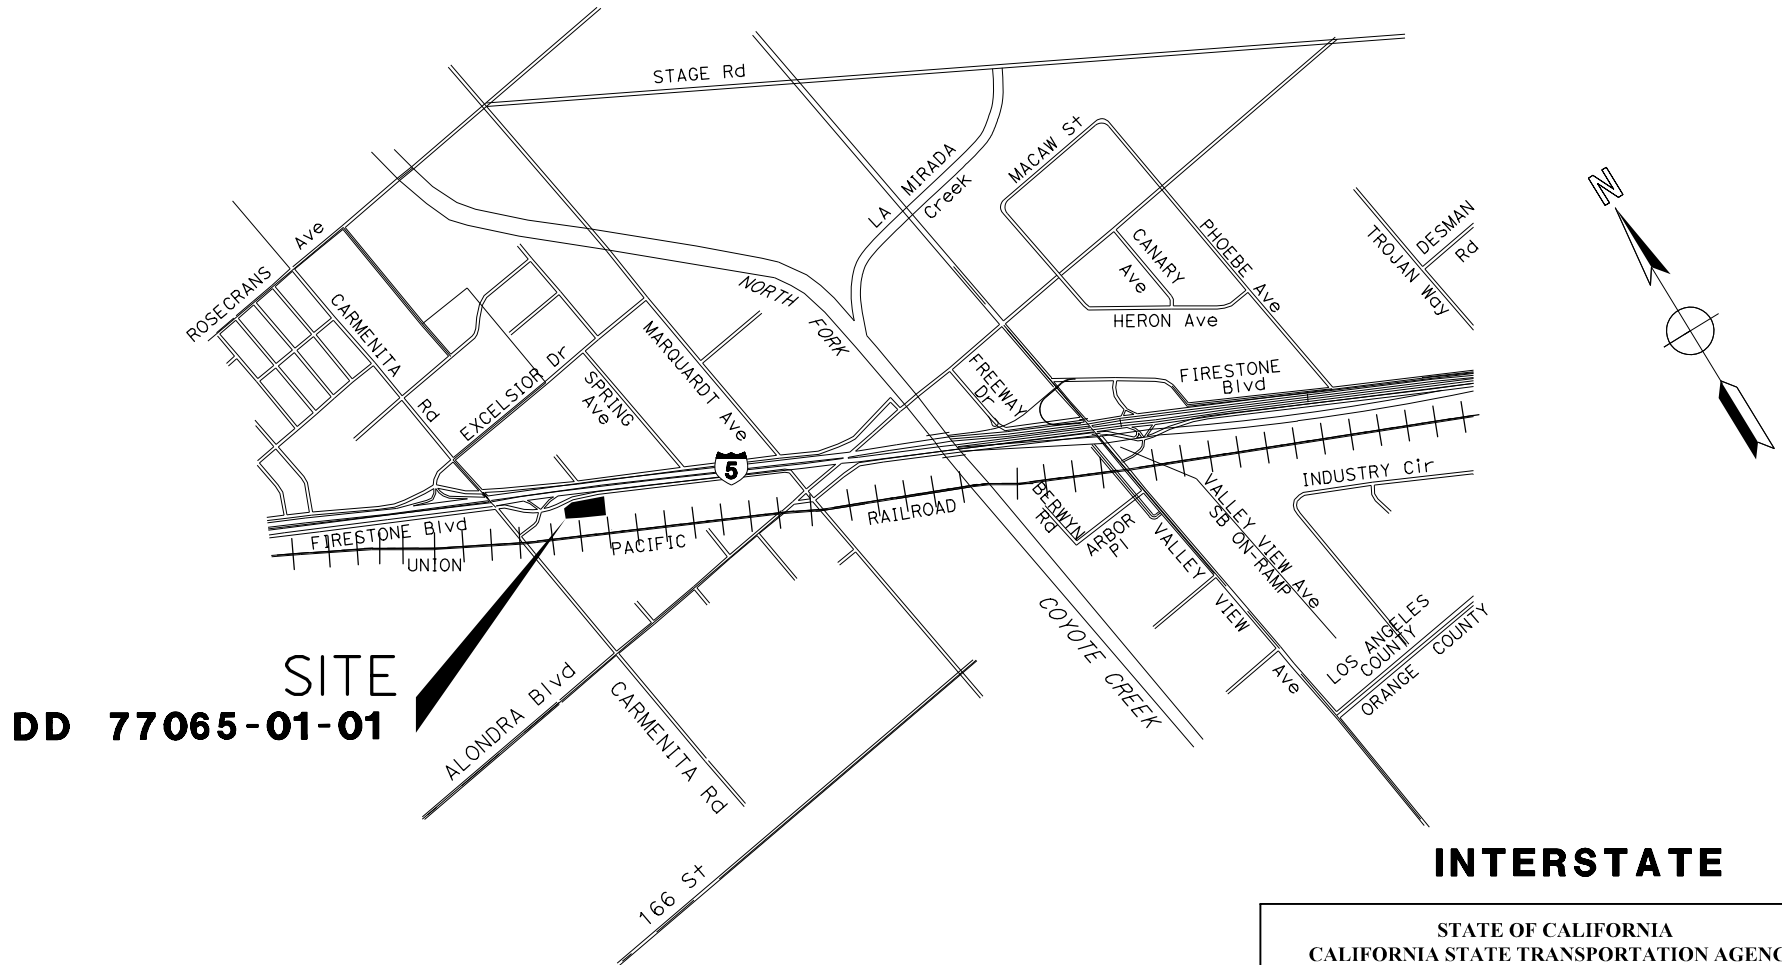 STAGE Rd
MACAW St
LA MIRADA
Creek
N
ROSECRANS Ave
CARMENITA Rd
NORTH FORK
CANARY Ave
PHOEBE Ave
HERON Ave
TROJAN Way
DESMAN Rd
EXCELSIOR Dr
SPRING Ave
MARQUARDT Ave
FREEWAY Dr
FIRESTONE Blvd
5
FIRESTONE Blvd
UNION PACIFIC RAILROAD
BERWYN Rd
ARBOR Pl
VALLEY VIEW Ave
VALLEY VIEW Ave
SB ON-RAMP
INDUSTRY Cir
LOS ANGELES COUNTY
ORANGE COUNTY
COYOTE CREEK
SITE
DD 77065-01-01
ALONDRA Blvd
CARMENITA Rd
166 St
INTERSTATE
STATE OF CALIFORNIA
CALIFORNIA STATE TRANSPORTATION AGENC